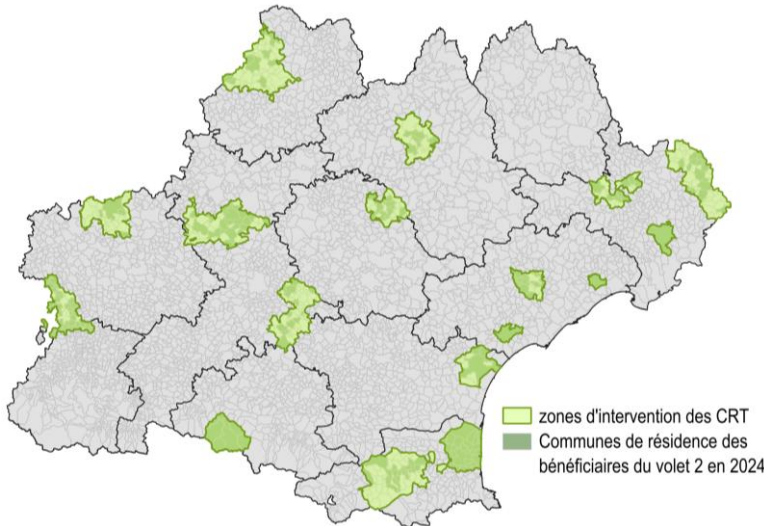 zones d'intervention des CRT
Communes de résidence des
bénéficiaires du volet 2 en 2024